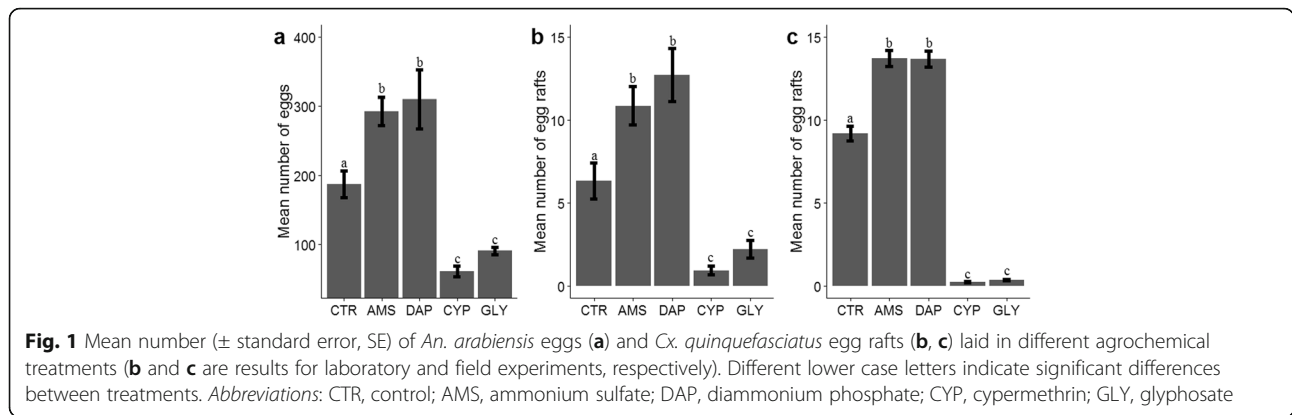 a
Mean number of eggs
400
300
200
100
a
b
b
c
c
CTR AMS DAP CYP GLY
b
Mean number of egg rafts
15
10
5
0
a
b
b
c
c
CTR AMS DAP CYP GLY
c
Mean number of egg rafts
15
10
5
0
a
b
b
c
c
CTR AMS DAP CYP GLY
Fig. 1 Mean number (± standard error, SE) of An. arabiensis eggs (a) and Cx. quinquefasciatus egg rafts (b, c) laid in different agrochemical
treatments (b and c are results for laboratory and field experiments, respectively). Different lower case letters indicate significant differences
between treatments. Abbreviations: CTR, control; AMS, ammonium sulfate; DAP, diammonium phosphate; CYP, cypermethrin; GLY, glyphosate